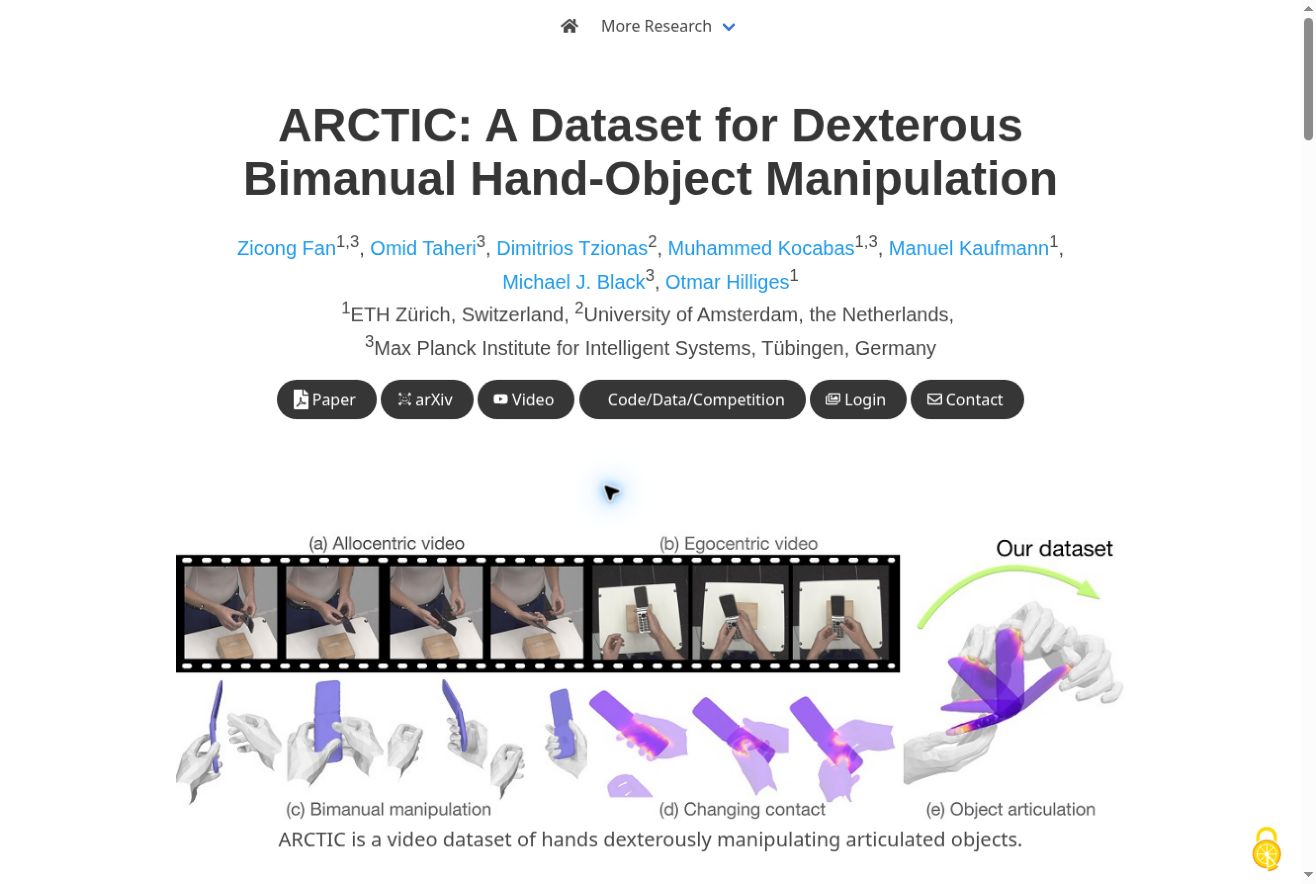 More Research
ARCTIC: A Dataset for Dexterous
Bimanual Hand-Object Manipulation
Zicong Fan1,3, Omid Taheri3, Dimitrios Tzionas2, Muhammed Kocabas1,3, Manuel Kaufmann1,
Michael J. Black3, Otmar Hilliges1
1ETH Zürich, Switzerland, 2University of Amsterdam, the Netherlands,
3Max Planck Institute for Intelligent Systems, Tübingen, Germany
Paper arXiv Video Code/Data/Competition Login Contact
(a) Allocentric video (b) Egocentric video Our dataset
(c) Bimanual manipulation (d) Changing contact (e) Object articulation
ARCTIC is a video dataset of hands dexterously manipulating articulated objects.